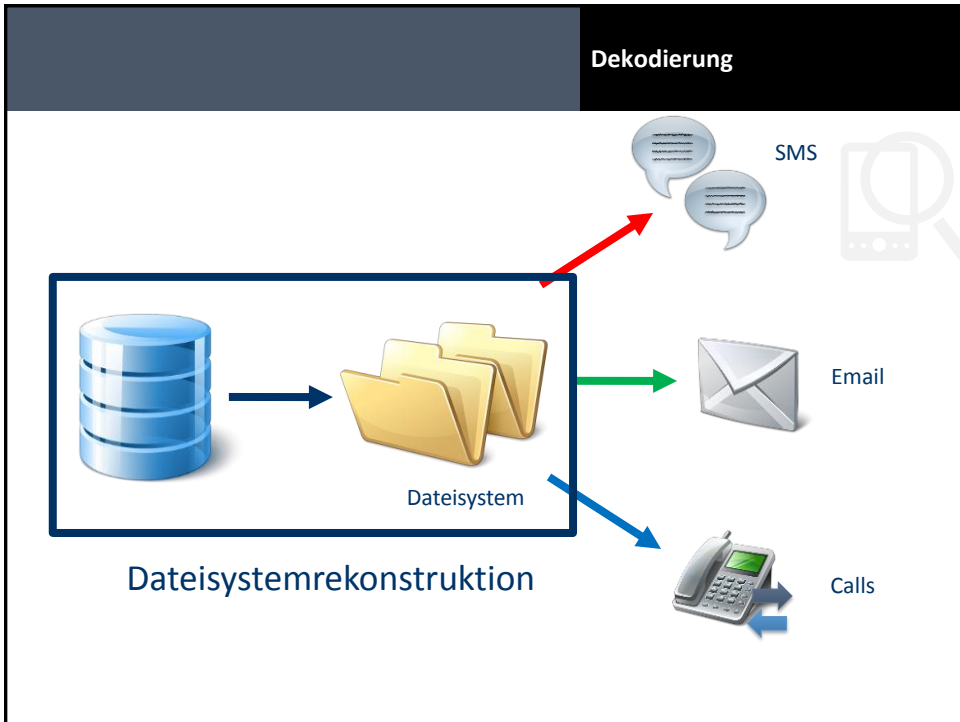 Dekodierung
SMS
Email
Dateisystem
Dateisystemrekonstruktion
Calls